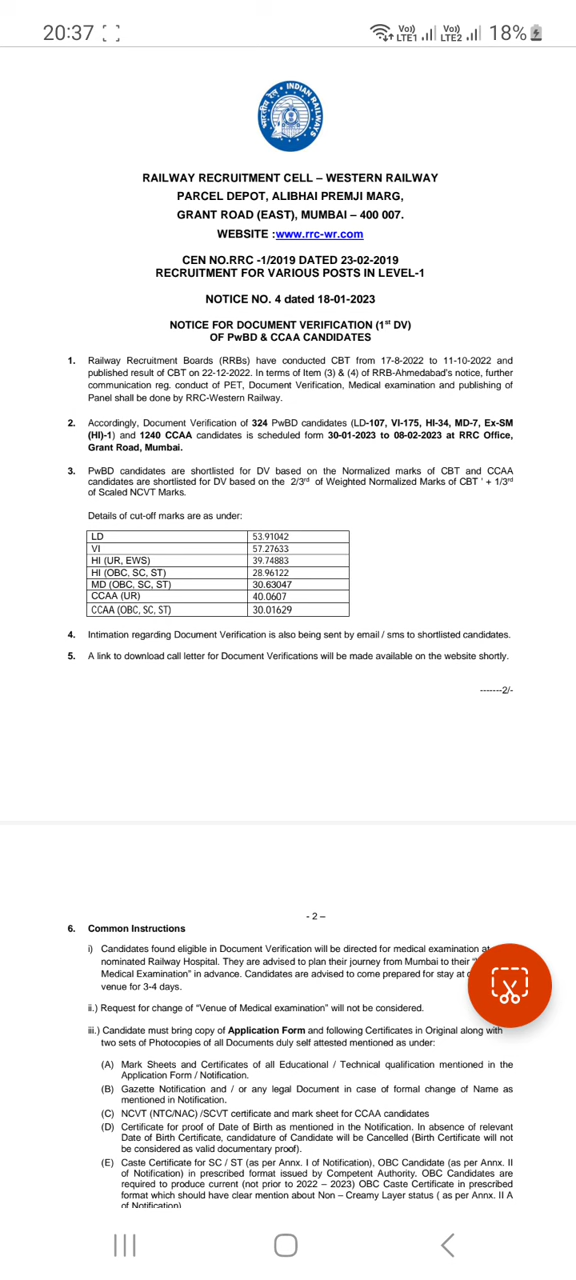 20:37
Vo)) LTE1 Vo)) LTE2 18%
INDIAN RAILWAYS
भारतीय रेल
RAILWAY RECRUITMENT CELL – WESTERN RAILWAY
PARCEL DEPOT, ALIBHAI PREMJI MARG,
GRANT ROAD (EAST), MUMBAI – 400 007.
WEBSITE :www.rrc-wr.com
CEN NO.RRC -1/2019 DATED 23-02-2019
RECRUITMENT FOR VARIOUS POSTS IN LEVEL-1
NOTICE NO. 4 dated 18-01-2023
NOTICE FOR DOCUMENT VERIFICATION (1st DV)
OF PwBD & CCAA CANDIDATES
1. Railway Recruitment Boards (RRBs) have conducted CBT from 17-8-2022 to 11-10-2022 and
published result of CBT on 22-12-2022. In terms of Item (3) & (4) of RRB-Ahmedabad's notice, further
communication reg. conduct of PET, Document Verification, Medical examination and publishing of
Panel shall be done by RRC-Western Railway.
2. Accordingly, Document Verification of 324 PwBD candidates (LD-107, VI-175, HI-34, MD-7, Ex-SM
(HI)-1) and 1240 CCAA candidates is scheduled form 30-01-2023 to 08-02-2023 at RRC Office,
Grant Road, Mumbai.
3. PwBD candidates are shortlisted for DV based on the Normalized marks of CBT and CCAA
candidates are shortlisted for DV based on the 2/3rd of Weighted Normalized Marks of CBT ' + 1/3rd
of Scaled NCVT Marks.
Details of cut-off marks are as under:
LD 53.91042
VI 57.27633
HI (UR, EWS) 39.74883
HI (OBC, SC, ST) 28.96122
MD (OBC, SC, ST) 30.63047
CCAA (UR) 40.0607
CCAA (OBC, SC, ST) 30.01629
4. Intimation regarding Document Verification is also being sent by email / sms to shortlisted candidates.
5. A link to download call letter for Document Verifications will be made available on the website shortly.
-------2/-
- 2 –
6. Common Instructions
i) Candidates found eligible in Document Verification will be directed for medical examination at
nominated Railway Hospital. They are advised to plan their journey from Mumbai to their "
Medical Examination" in advance. Candidates are advised to come prepared for stay at
venue for 3-4 days.
ii.) Request for change of "Venue of Medical examination" will not be considered.
iii.) Candidate must bring copy of Application Form and following Certificates in Original along with
two sets of Photocopies of all Documents duly self attested mentioned as under:
(A) Mark Sheets and Certificates of all Educational / Technical qualification mentioned in the
Application Form / Notification.
(B) Gazette Notification and / or any legal Document in case of formal change of Name as
mentioned in Notification.
(C) NCVT (NTC/NAC) /SCVT certificate and mark sheet for CCAA candidates
(D) Certificate for proof of Date of Birth as mentioned in the Notification. In absence of relevant
Date of Birth Certificate, candidature of Candidate will be Cancelled (Birth Certificate will not
be considered as valid documentary proof).
(E) Caste Certificate for SC / ST (as per Annx. I of Notification), OBC Candidate (as per Annx. II
of Notification) in prescribed format issued by Competent Authority. OBC Candidates are
required to produce current (not prior to 2022 – 2023) OBC Caste Certificate in prescribed
format which should have clear mention about Non – Creamy Layer status ( as per Annx. II A
of Notification)